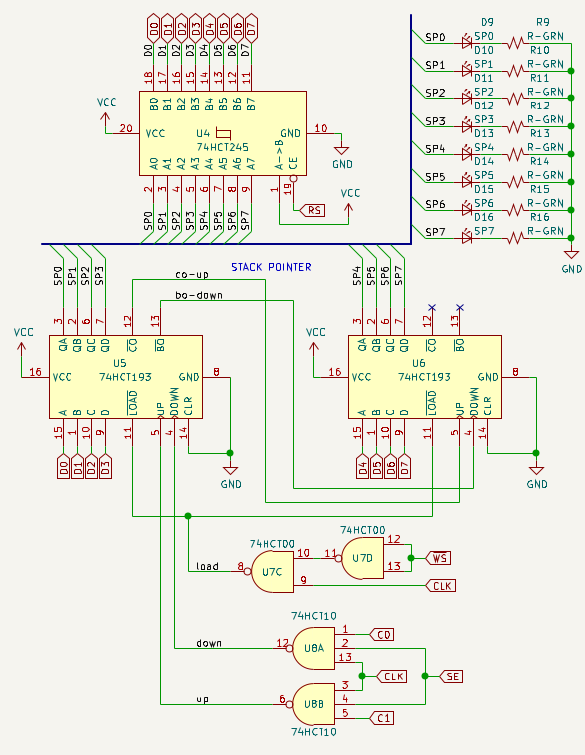 D0 D1 D2 D3 D4 D5 D6 D7
D0 D1 D2 D3 D4 D5 D6 D7
18 17 16 15 14 13 12 11
B0 B1 B2 B3 B4 B5 B6 B7
VCC
20 VCC U4 GND 10
74HCT245
GND
A0 A1 A2 A3 A4 A5 A6 A7 A->B CE
2 3 4 5 6 7 8 9 1 19
RS
VCC
SP0 SP1 SP2 SP3 SP4 SP5 SP6 SP7
D9 R9
SP0 SP0 R-GRN
D10 R10
SP1 SP1 R-GRN
D11 R11
SP2 SP2 R-GRN
D12 R12
SP3 SP3 R-GRN
D13 R13
SP4 SP4 R-GRN
D14 R14
SP5 SP5 R-GRN
D15 R15
SP6 SP6 R-GRN
D16 R16
SP7 SP7 R-GRN
GND
STACK POINTER
SP0 SP1 SP2 SP3
co-up
bo-down
3 2 6 7 12 13
QA QB QC QD CO BO
VCC
16 VCC U5 GND 8
74HCT193
A B C D LOAD UP DOWN CLR
15 1 10 9 11 5 4 14
D0 D1 D2 D3
GND
SP4 SP5 SP6 SP7
3 2 6 7 12 13
QA QB QC QD CO BO
VCC
16 VCC U6 GND 8
74HCT193
A B C D LOAD UP DOWN CLR
15 1 10 9 11 5 4 14
D4 D5 D6 D7
GND
74HCT00
12
11 U7D WS
13
74HCT00
10
load 8 U7C
9 CLK
74HCT10
1 C0
down 12 U8A 2
13
CLK SE
3
up 6 U8B 4
5 C1
74HCT10